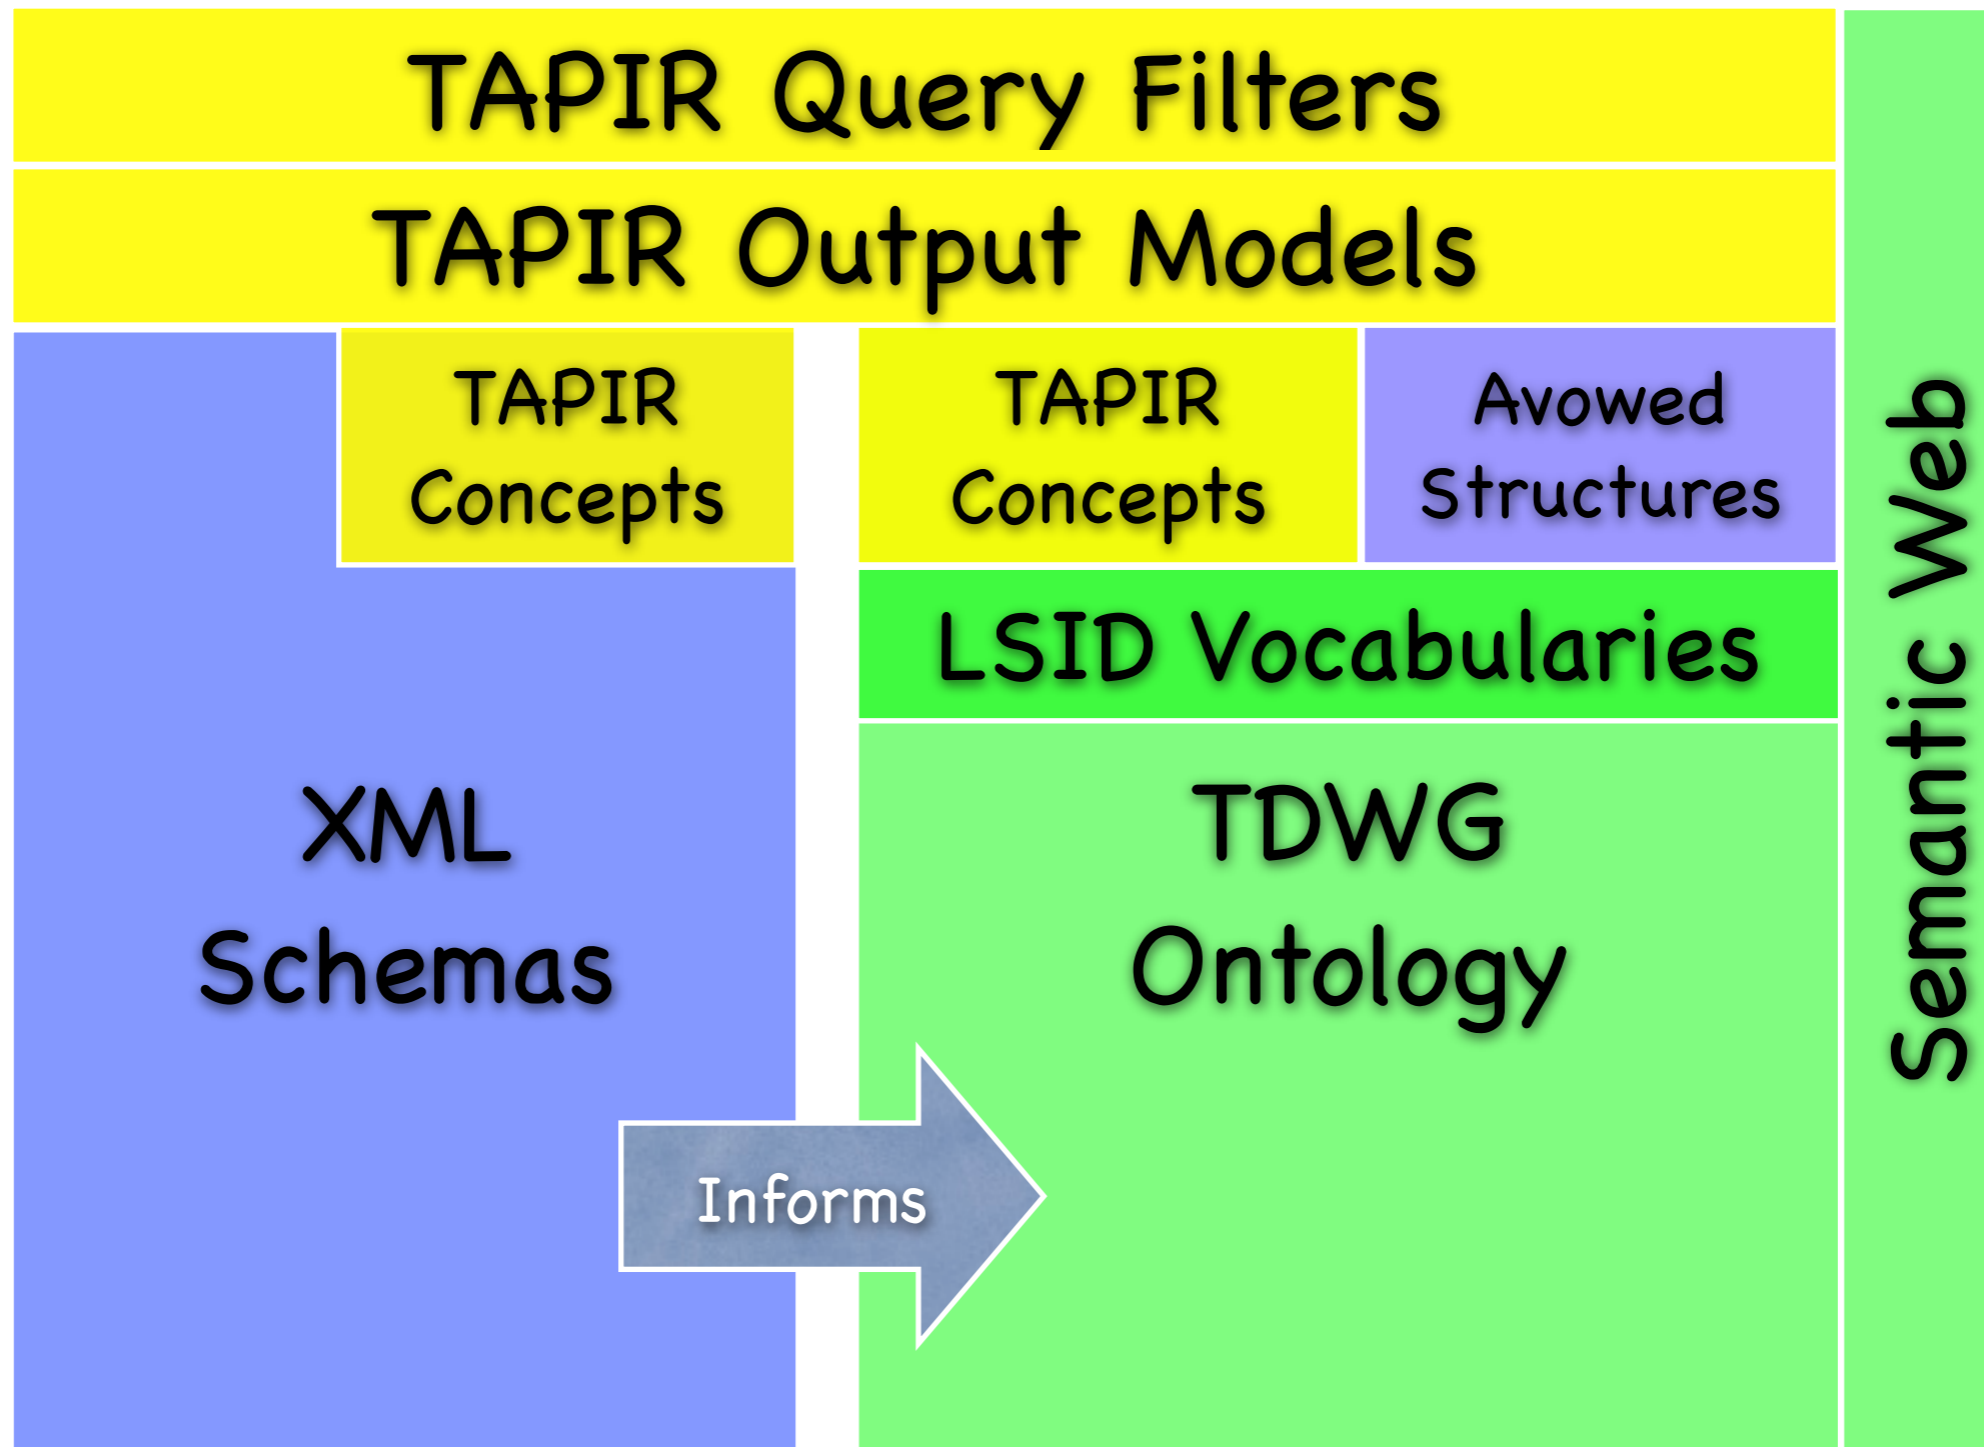 TAPIR Query Filters
TAPIR Output Models
TAPIR
Concepts
TAPIR
Concepts
Avowed
Structures
LSID Vocabularies
XML
Schemas
TDWG
Ontology
Informs
Semantic Web